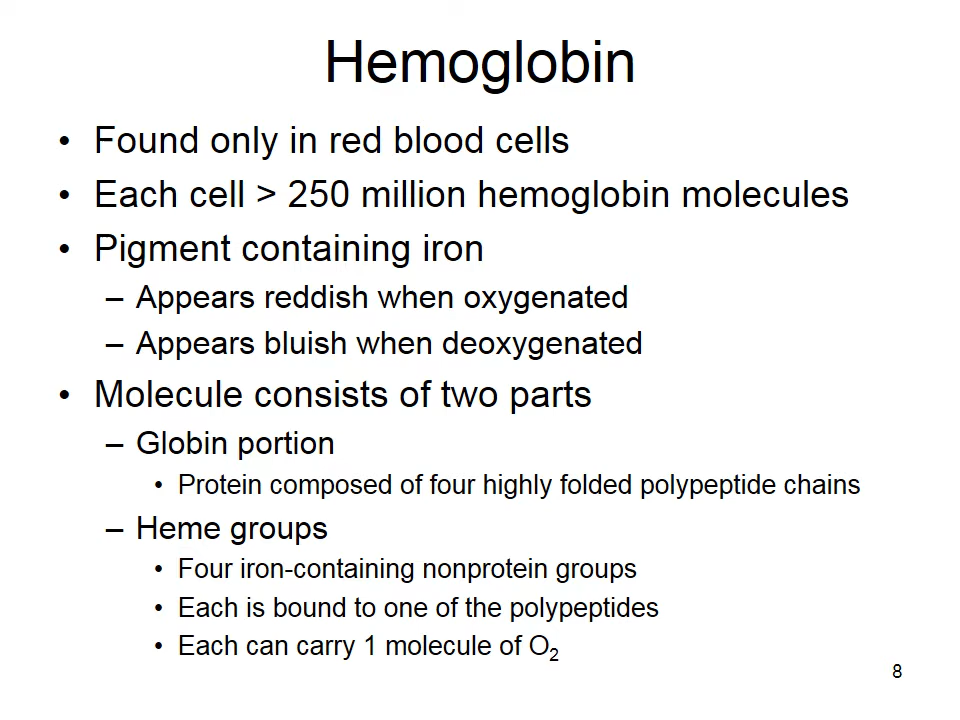 Hemoglobin
• Found only in red blood cells
• Each cell > 250 million hemoglobin molecules
• Pigment containing iron
– Appears reddish when oxygenated
– Appears bluish when deoxygenated
• Molecule consists of two parts
– Globin portion
• Protein composed of four highly folded polypeptide chains
– Heme groups
• Four iron-containing nonprotein groups
• Each is bound to one of the polypeptides
• Each can carry 1 molecule of O₂
8